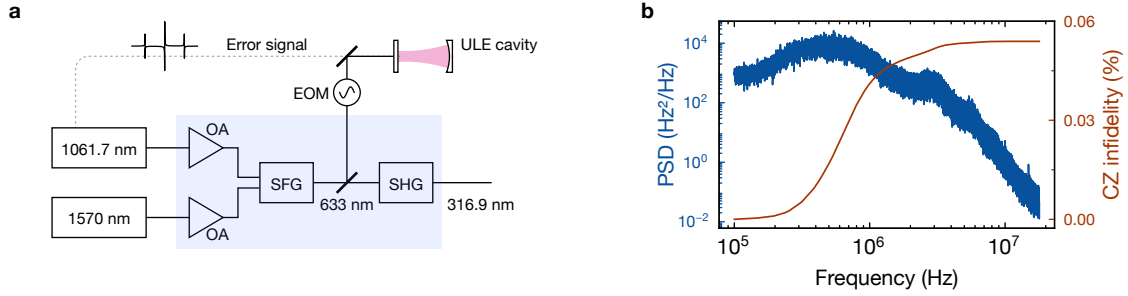 a
Error signal
ULE cavity
EOM
1061.7 nm
OA
SFG
SHG
633 nm
316.9 nm
1570 nm
OA
b
PSD (Hz²/Hz)
10⁴
10²
10⁰
10⁻²
10⁵
10⁶
10⁷
Frequency (Hz)
0.06
0.03
0.00
CZ infidelity (%)